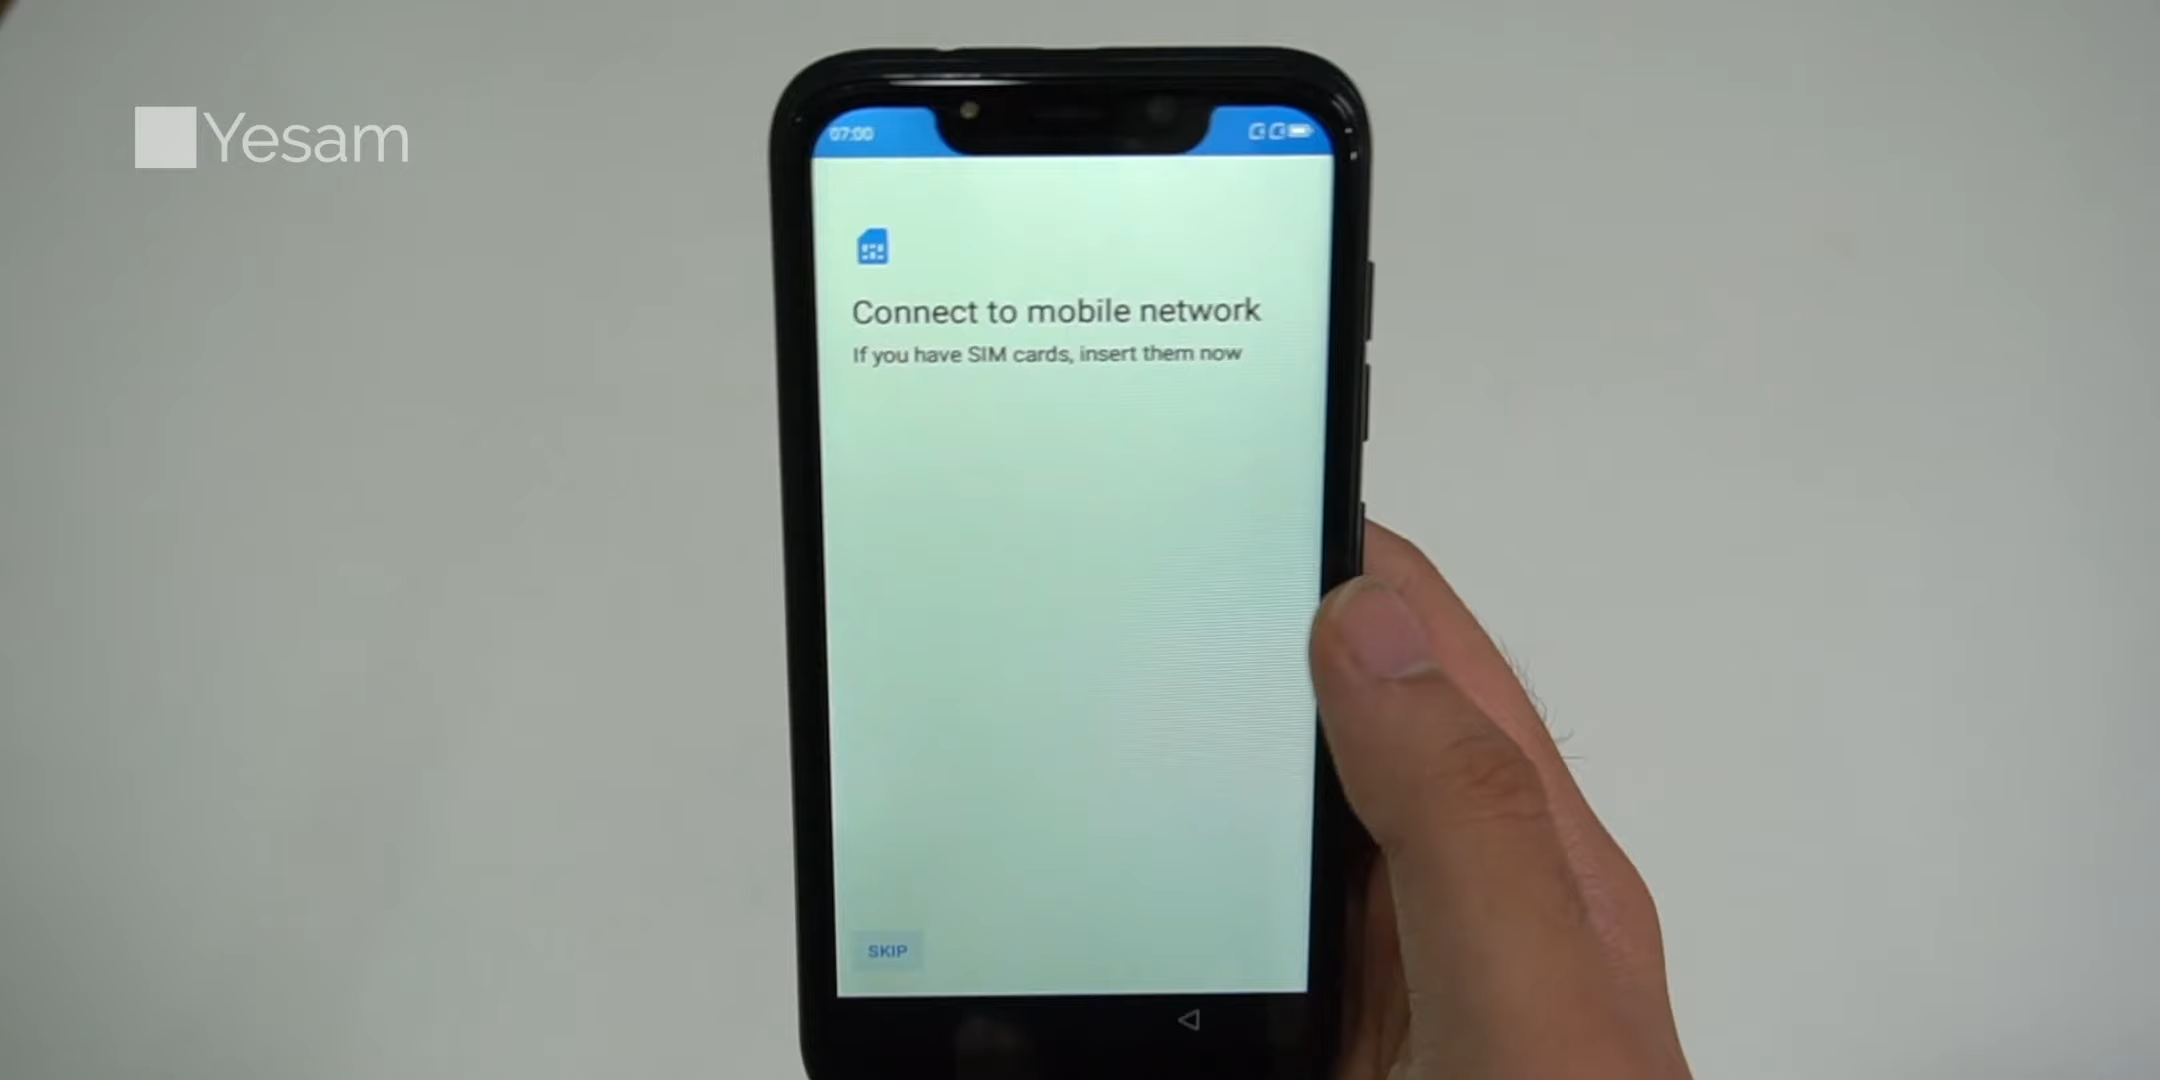 Yesam
07:00
Connect to mobile network
If you have SIM cards, insert them now
SKIP